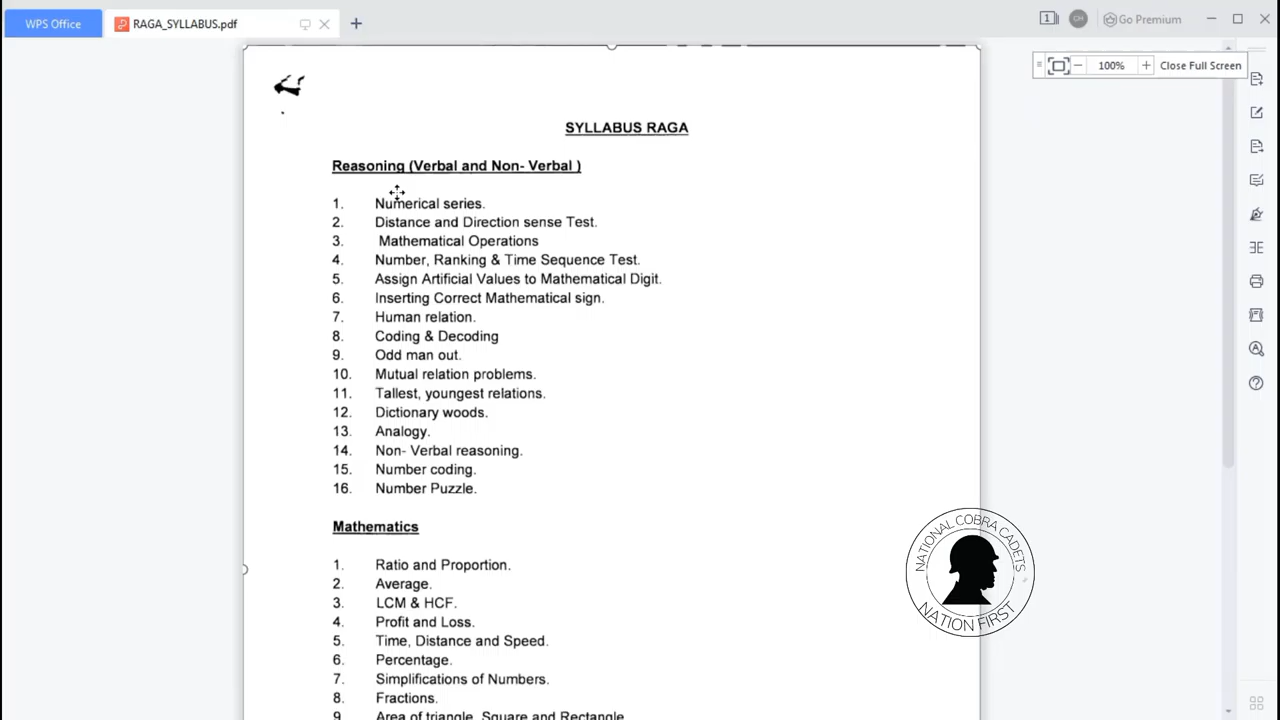 WPS Office
RAGA_SYLLABUS.pdf
1
CH
Go Premium
100%
Close Full Screen
SYLLABUS RAGA
Reasoning (Verbal and Non- Verbal )
1. Numerical series.
2. Distance and Direction sense Test.
3. Mathematical Operations
4. Number, Ranking & Time Sequence Test.
5. Assign Artificial Values to Mathematical Digit.
6. Inserting Correct Mathematical sign.
7. Human relation.
8. Coding & Decoding
9. Odd man out.
10. Mutual relation problems.
11. Tallest, youngest relations.
12. Dictionary woods.
13. Analogy.
14. Non- Verbal reasoning.
15. Number coding.
16. Number Puzzle.
Mathematics
1. Ratio and Proportion.
2. Average.
3. LCM & HCF.
4. Profit and Loss.
5. Time, Distance and Speed.
6. Percentage.
7. Simplifications of Numbers.
8. Fractions.
9. Area of triangle, Square and Rectangle
NATIONAL COBRA CADETS
NATION FIRST